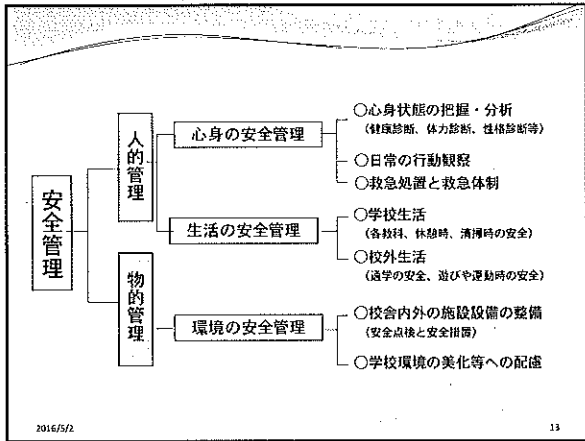 安全管理
人的管理
心身の安全管理
○心身状態の把握・分析
(健康診断、体力診断、性格診断等)
○日常の行動観察
○救急処置と救急体制
生活の安全管理
○学校生活
(各教科、休憩時、清掃時の安全)
○校外生活
(通学の安全、遊びや運動時の安全)
物的管理
環境の安全管理
○校舎内外の施設設備の整備
(安全点検と安全措置)
○学校環境の美化等への配慮
2016/5/2
13